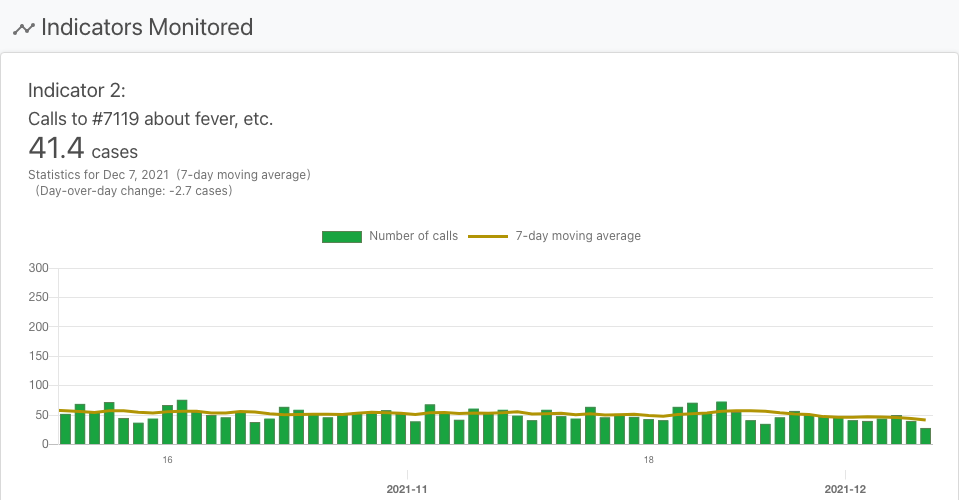 Indicators Monitored
Indicator 2:
Calls to #7119 about fever, etc.
41.4 cases
Statistics for Dec 7, 2021 (7-day moving average)
(Day-over-day change: -2.7 cases)
Number of calls 7-day moving average
300
250
200
150
100
50
0
16 18
2021-11 2021-12